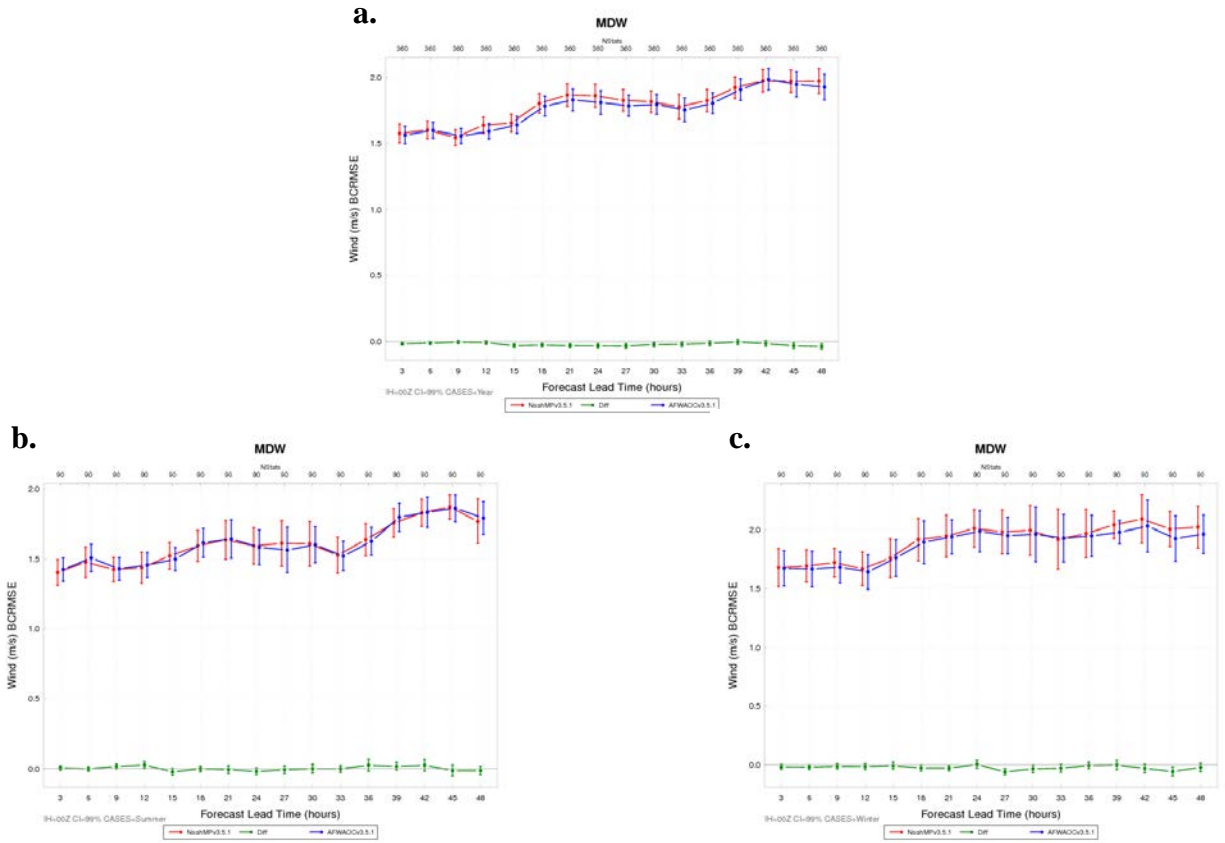 a.
MDW
NStats
360 360 360 360 360 360 360 360 360 360 360 360 360 360 360 360
2.0
1.5
1.0
0.5
0.0
Wind (m/s) BCRMSE
3 6 9 12 15 18 21 24 27 30 33 36 39 42 45 48
Forecast Lead Time (hours)
IH=00Z CI=99% CASES=Year
NoahMPv3.5.1 Diff AFWAOCv3.5.1
b.
MDW
NStats
90 90 90 90 90 90 90 90 90 90 90 90 90 90 90 90
2.0
1.5
1.0
0.5
0.0
Wind (m/s) BCRMSE
3 6 9 12 15 18 21 24 27 30 33 36 39 42 45 48
Forecast Lead Time (hours)
IH=00Z CI=99% CASES=Summer
NoahMPv3.5.1 Diff AFWAOCv3.5.1
c.
MDW
NStats
90 90 90 90 90 90 90 90 90 90 90 90 90 90 90 90
2.0
1.5
1.0
0.5
0.0
Wind (m/s) BCRMSE
3 6 9 12 15 18 21 24 27 30 33 36 39 42 45 48
Forecast Lead Time (hours)
IH=00Z CI=99% CASES=Winter
NoahMPv3.5.1 Diff AFWAOCv3.5.1